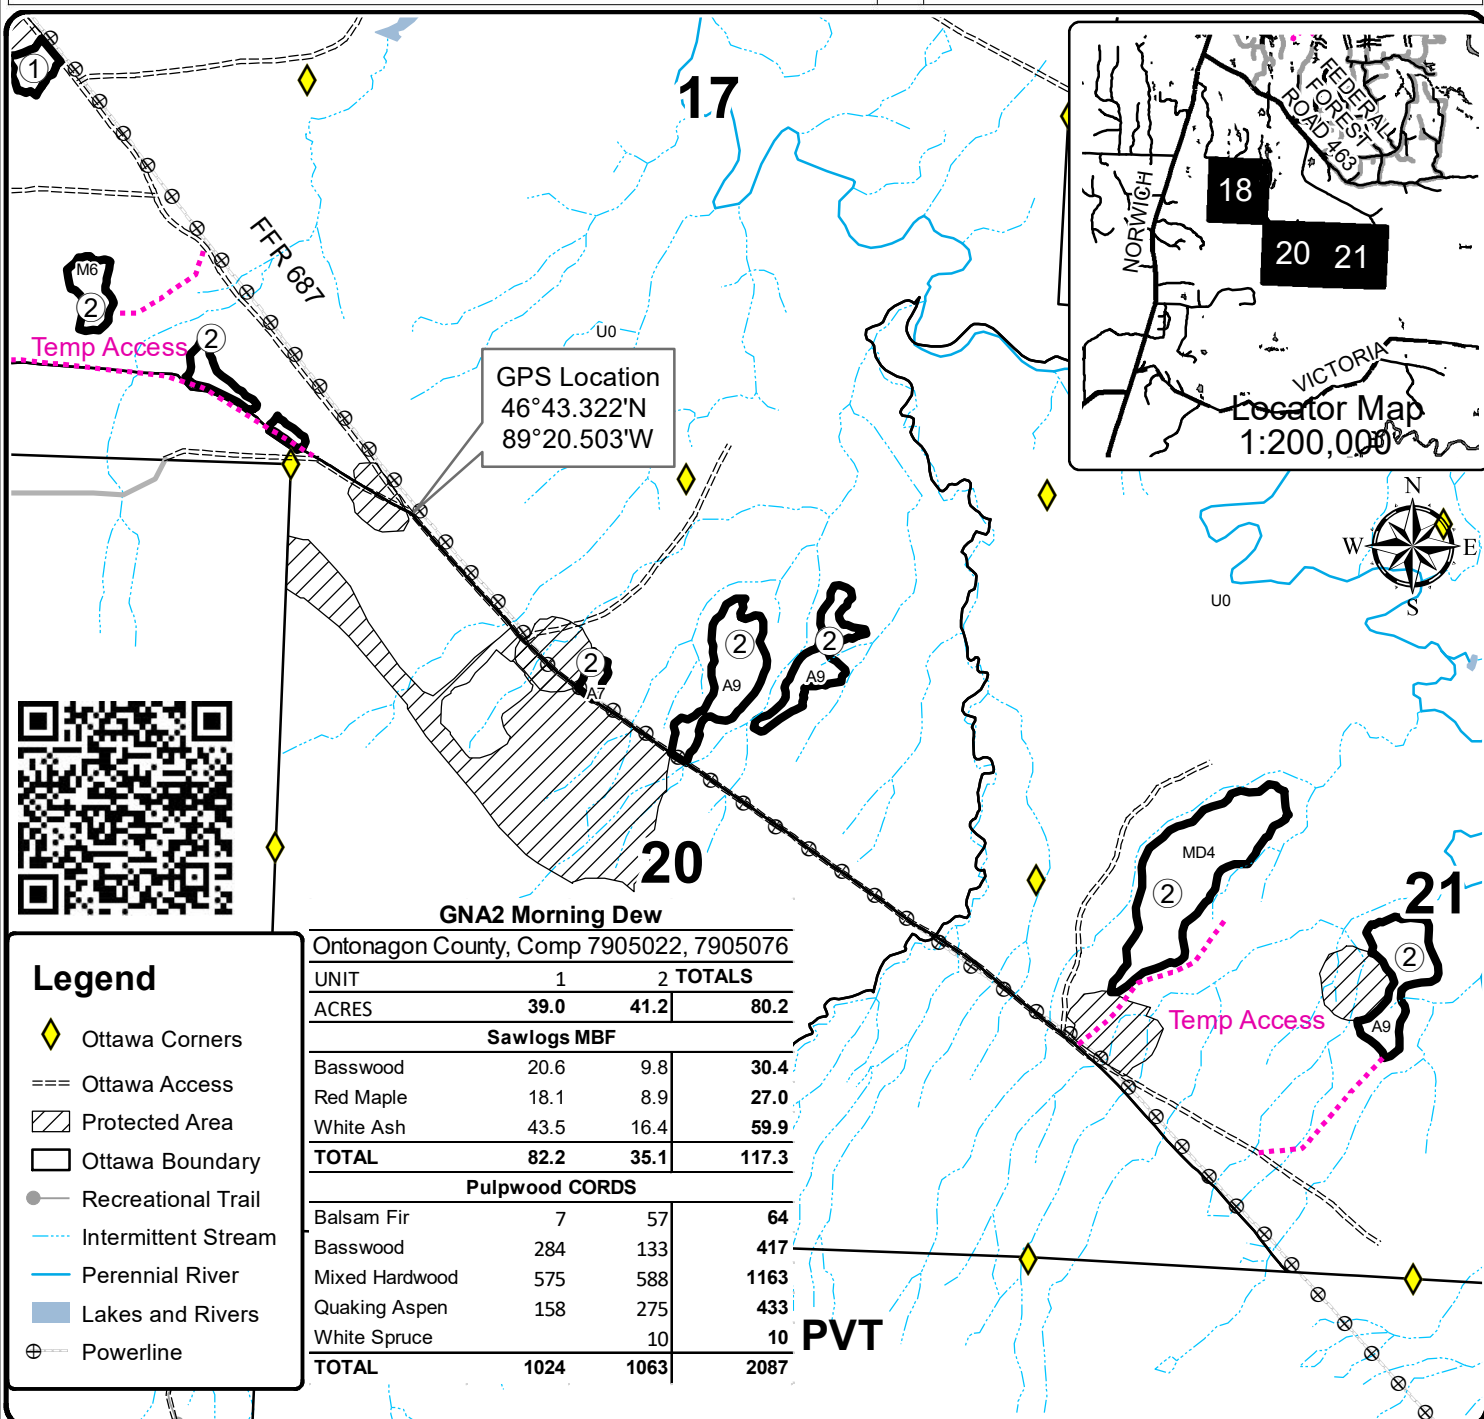 1
17
FEDERAL
FOREST
ROAD 463
18
NORWICH
20 21
VICTORIA
Locator Map
1:200,000
FFR 687
M6
2
Temp Access
2
U0
GPS Location
46°43.322'N
89°20.503'W
N
W E
S
U0
2
A7
2
A9
2
A9
20
MD4
2
21
2
A9
Temp Access
GNA2 Morning Dew
Ontonagon County, Comp 7905022, 7905076
UNIT 1 2 TOTALS
ACRES 39.0 41.2 80.2
Sawlogs MBF
Basswood 20.6 9.8 30.4
Red Maple 18.1 8.9 27.0
White Ash 43.5 16.4 59.9
TOTAL 82.2 35.1 117.3
Pulpwood CORDS
Balsam Fir 7 57 64
Basswood 284 133 417
Mixed Hardwood 575 588 1163
Quaking Aspen 158 275 433
White Spruce 10 10
TOTAL 1024 1063 2087
PVT
Legend
Ottawa Corners
Ottawa Access
Protected Area
Ottawa Boundary
Recreational Trail
Intermittent Stream
Perennial River
Lakes and Rivers
Powerline